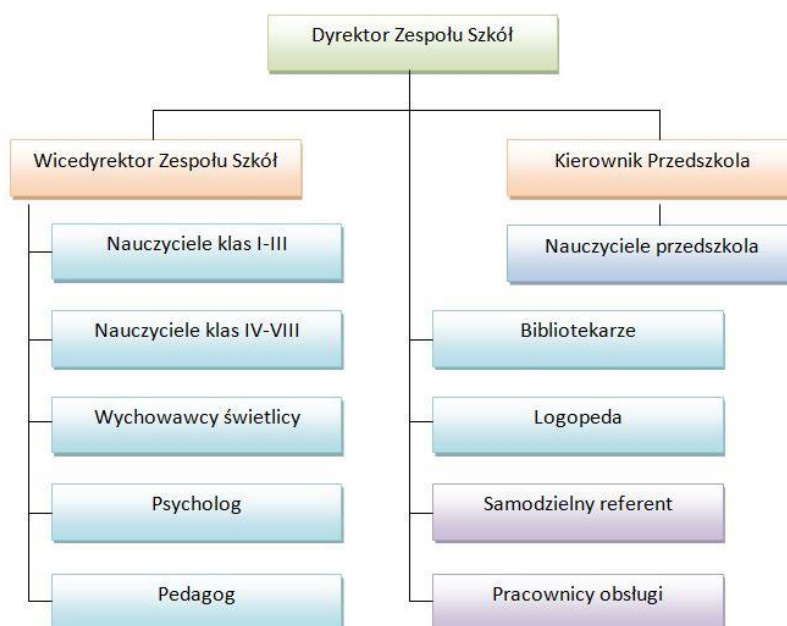 Dyrektor Zespołu Szkół
Wicedyrektor Zespołu Szkół
Kierownik Przedszkola
Nauczyciele klas I-III
Nauczyciele przedszkola
Nauczyciele klas IV-VIII
Bibliotekarze
Wychowawcy świetlicy
Logopeda
Psycholog
Samodzielny referent
Pedagog
Pracownicy obsługi